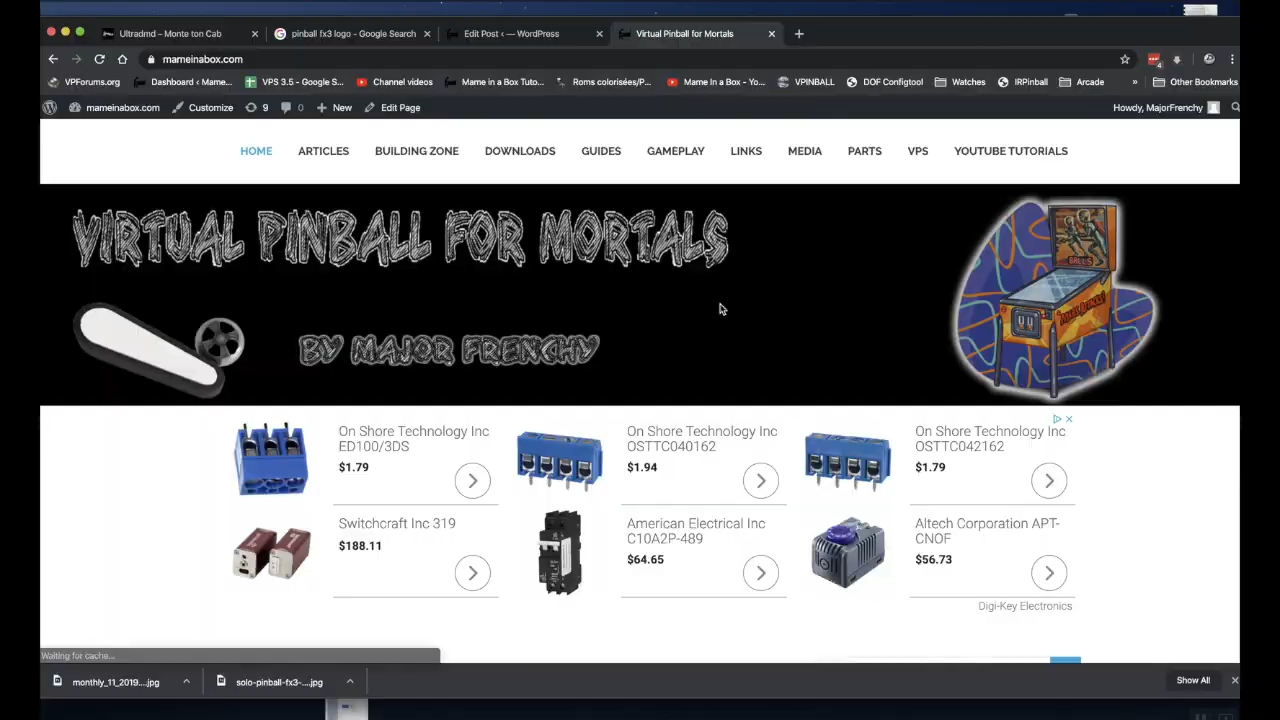 Ultradmd - Monte ton Cab
pinball fx3 logo - Google Search
Edit Post ‹ — WordPress
Virtual Pinball for Mortals
mameinabox.com
VPForums.org
Dashboard ‹ Mame...
VPS 3.5 - Google S...
Channel videos
Mame in a Box Tuto...
Roms colorisées/P...
Mame In a Box - Yo...
VPINBALL
DOF Configtool
Watches
IRPinball
Arcade
»
Other Bookmarks
mameinabox.com
Customize
9
0
New
Edit Page
Howdy, MajorFrenchy
HOME
ARTICLES
BUILDING ZONE
DOWNLOADS
GUIDES
GAMEPLAY
LINKS
MEDIA
PARTS
VPS
YOUTUBE TUTORIALS
VIRTUAL PINBALL FOR MORTALS
BY MAJOR FRENCHY
BALLS
On Shore Technology Inc
ED100/3DS
$1.79
On Shore Technology Inc
OSTTC040162
$1.94
On Shore Technology Inc
OSTTC042162
$1.79
Switchcraft Inc 319
$188.11
American Electrical Inc
C10A2P-489
$64.65
Altech Corporation APT-
CNOF
$56.73
Digi-Key Electronics
Waiting for cache...
monthly_11_2019....jpg
solo-pinball-fx3-....jpg
Show All